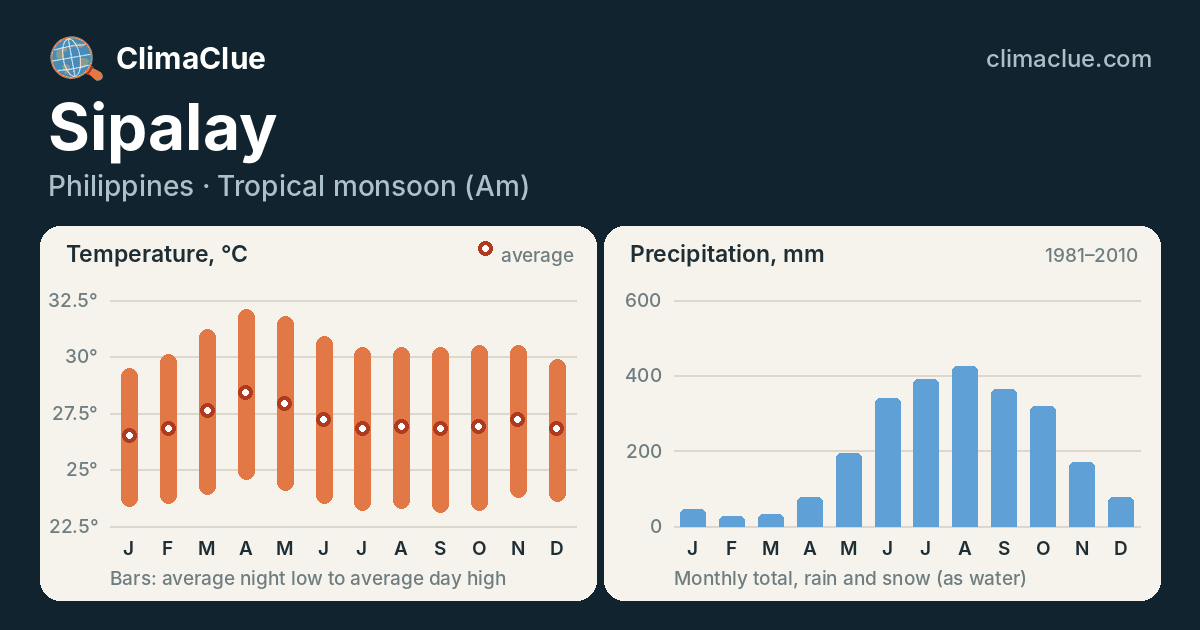 ClimaClue
climaclue.com
Sipalay
Philippines · Tropical monsoon (Am)
Temperature, °C
average
32.5°
30°
27.5°
25°
22.5°
J F M A M J J A S O N D
Bars: average night low to average day high
Precipitation, mm
1981–2010
600
400
200
0
J F M A M J J A S O N D
Monthly total, rain and snow (as water)